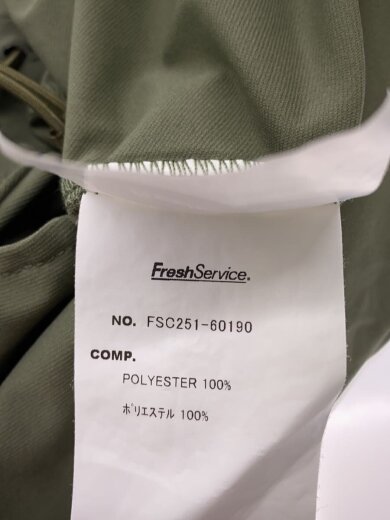 FreshService.
NO. FSC251-60190
COMP.
POLYESTER 100%
ﾎﾟﾘｴｽﾃﾙ 100%